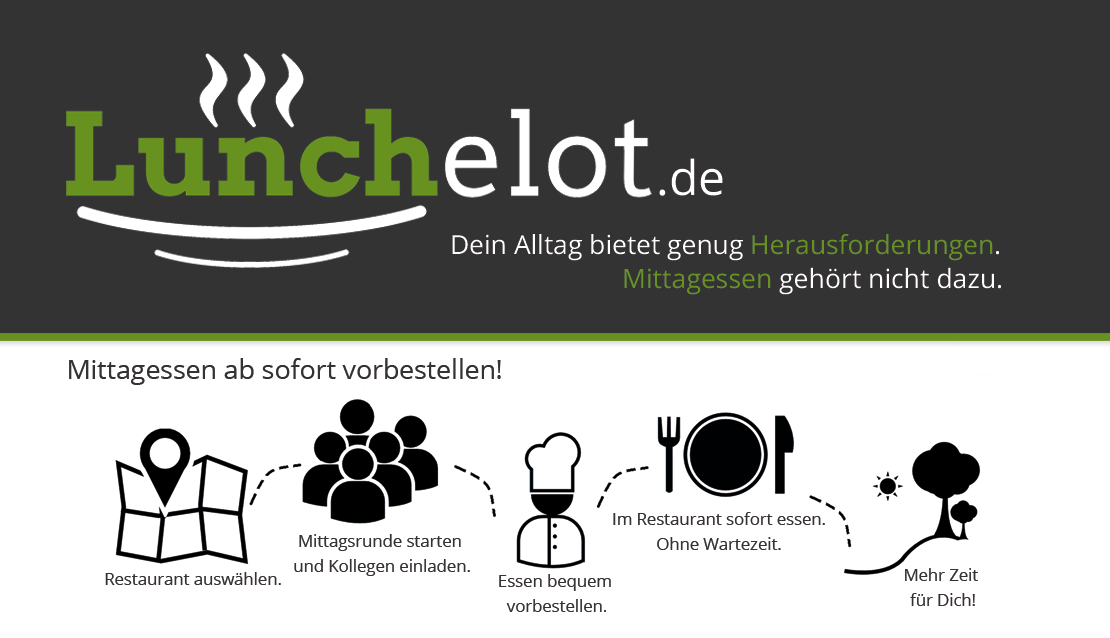 Lunchelot.de
Dein Alltag bietet genug Herausforderungen.
Mittagessen gehört nicht dazu.
Mittagessen ab sofort vorbestellen!
Restaurant auswählen.
Mittagsrunde starten
und Kollegen einladen.
Essen bequem
vorbestellen.
Im Restaurant sofort essen.
Ohne Wartezeit.
Mehr Zeit
für Dich!